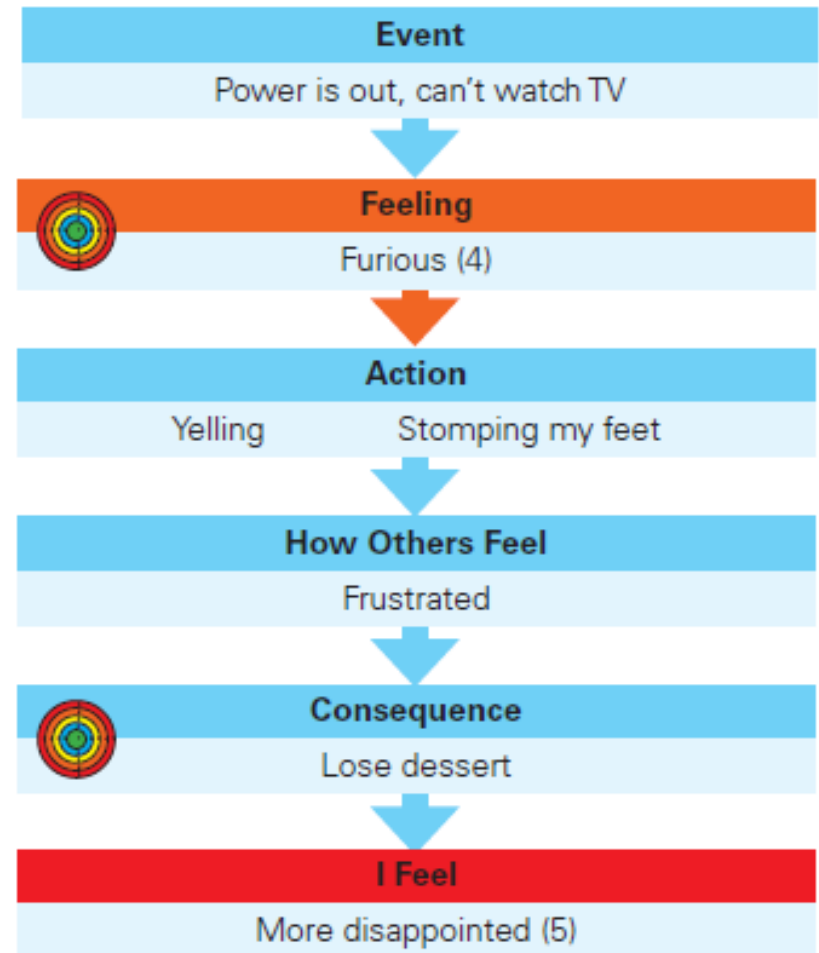 Event
Power is out, can't watch TV
Feeling
Furious (4)
Action
Yelling Stomping my feet
How Others Feel
Frustrated
Consequence
Lose dessert
I Feel
More disappointed (5)